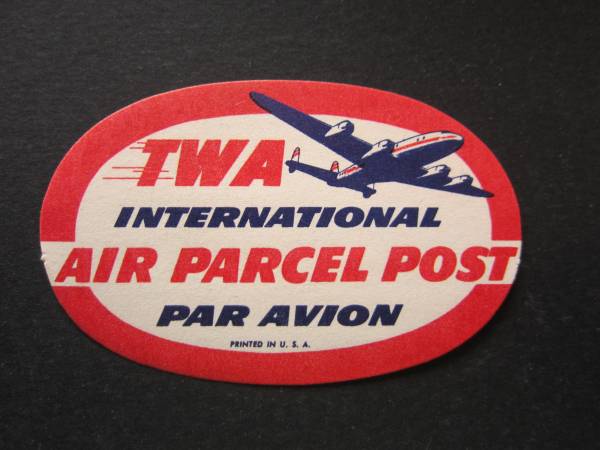 TWA
INTERNATIONAL
AIR PARCEL POST
PAR AVION
PRINTED IN U. S. A.